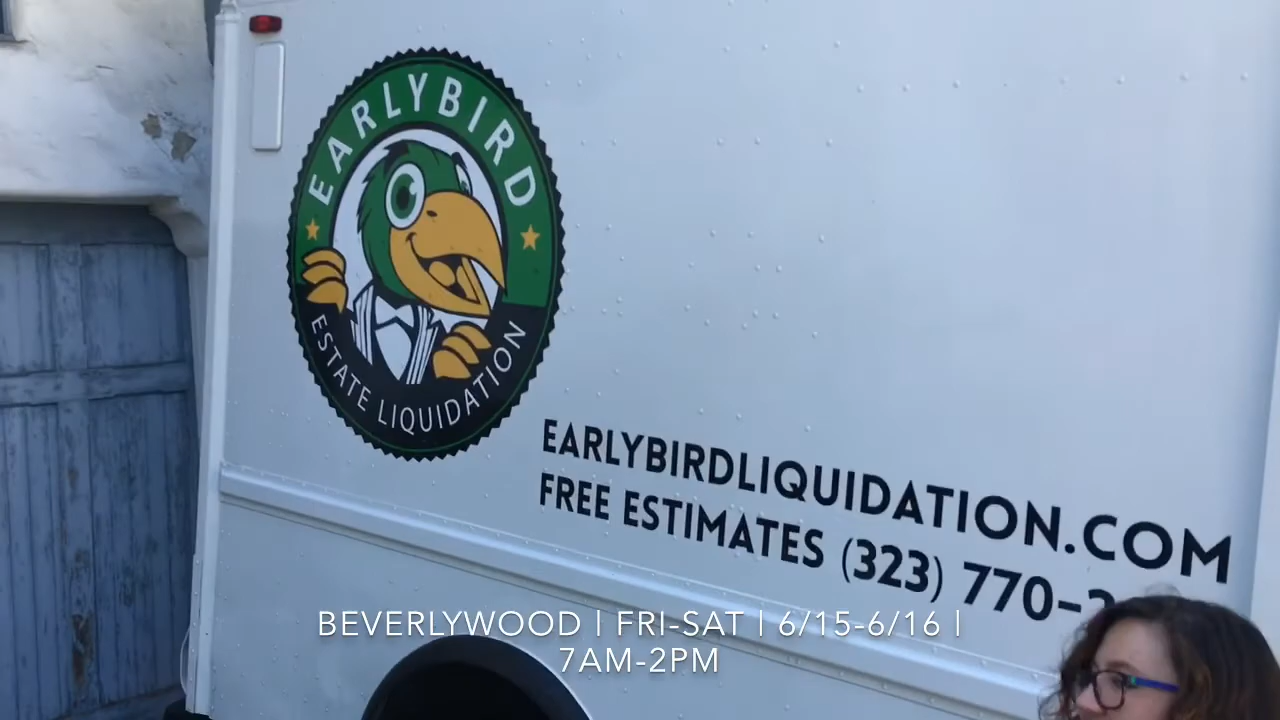 EARLYBIRD
ESTATE LIQUIDATION
EARLYBIRDLIQUIDATION.COM
FREE ESTIMATES (323) 770-
BEVERLYWOOD | FRI-SAT | 6/15-6/16 |
7AM-2PM